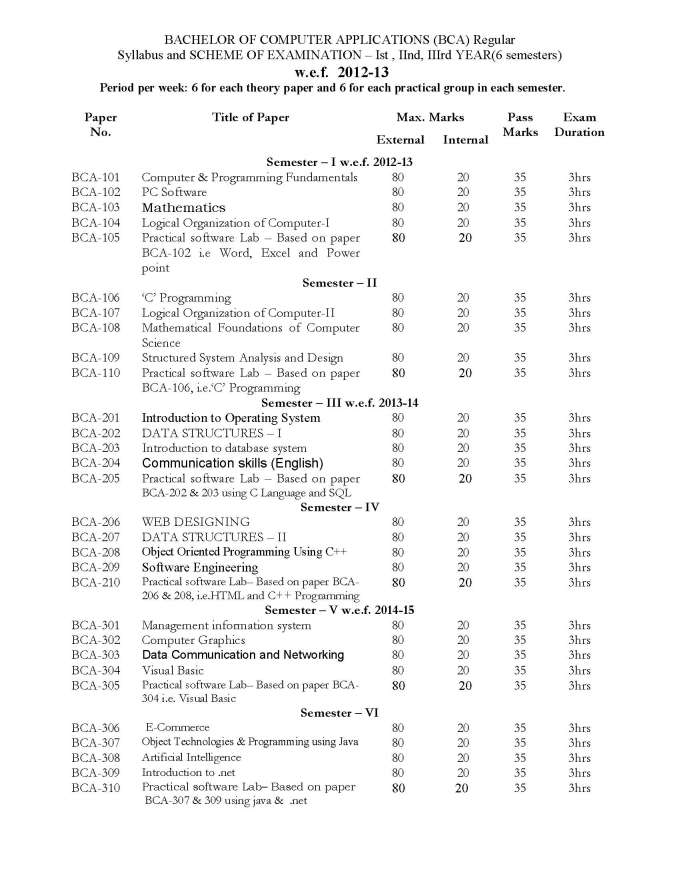 BACHELOR OF COMPUTER APPLICATIONS (BCA) Regular
Syllabus and SCHEME OF EXAMINATION – Ist , IInd, IIIrd YEAR(6 semesters)
w.e.f. 2012-13
Period per week: 6 for each theory paper and 6 for each practical group in each semester.
Paper Title of Paper Max. Marks Pass Exam
No. Marks Duration
External Internal
Semester – I w.e.f. 2012-13
BCA-101 Computer & Programming Fundamentals 80 20 35 3hrs
BCA-102 PC Software 80 20 35 3hrs
BCA-103 Mathematics 80 20 35 3hrs
BCA-104 Logical Organization of Computer-I 80 20 35 3hrs
BCA-105 Practical software Lab – Based on paper 80 20 35 3hrs
BCA-102 i.e Word, Excel and Power
point
Semester – II
BCA-106 ‘C’ Programming 80 20 35 3hrs
BCA-107 Logical Organization of Computer-II 80 20 35 3hrs
BCA-108 Mathematical Foundations of Computer 80 20 35 3hrs
Science
BCA-109 Structured System Analysis and Design 80 20 35 3hrs
BCA-110 Practical software Lab – Based on paper 80 20 35 3hrs
BCA-106, i.e.‘C’ Programming
Semester – III w.e.f. 2013-14
BCA-201 Introduction to Operating System 80 20 35 3hrs
BCA-202 DATA STRUCTURES – I 80 20 35 3hrs
BCA-203 Introduction to database system 80 20 35 3hrs
BCA-204 Communication skills (English) 80 20 35 3hrs
BCA-205 Practical software Lab – Based on paper 80 20 35 3hrs
BCA-202 & 203 using C Language and SQL
Semester – IV
BCA-206 WEB DESIGNING 80 20 35 3hrs
BCA-207 DATA STRUCTURES – II 80 20 35 3hrs
BCA-208 Object Oriented Programming Using C++ 80 20 35 3hrs
BCA-209 Software Engineering 80 20 35 3hrs
BCA-210 Practical software Lab– Based on paper BCA- 80 20 35 3hrs
206 & 208, i.e.HTML and C++ Programming
Semester – V w.e.f. 2014-15
BCA-301 Management information system 80 20 35 3hrs
BCA-302 Computer Graphics 80 20 35 3hrs
BCA-303 Data Communication and Networking 80 20 35 3hrs
BCA-304 Visual Basic 80 20 35 3hrs
BCA-305 Practical software Lab– Based on paper BCA- 80 20 35 3hrs
304 i.e. Visual Basic
Semester – VI
BCA-306 E-Commerce 80 20 35 3hrs
BCA-307 Object Technologies & Programming using Java 80 20 35 3hrs
BCA-308 Artificial Intelligence 80 20 35 3hrs
BCA-309 Introduction to .net 80 20 35 3hrs
BCA-310 Practical software Lab– Based on paper 80 20 35 3hrs
BCA-307 & 309 using java & .net